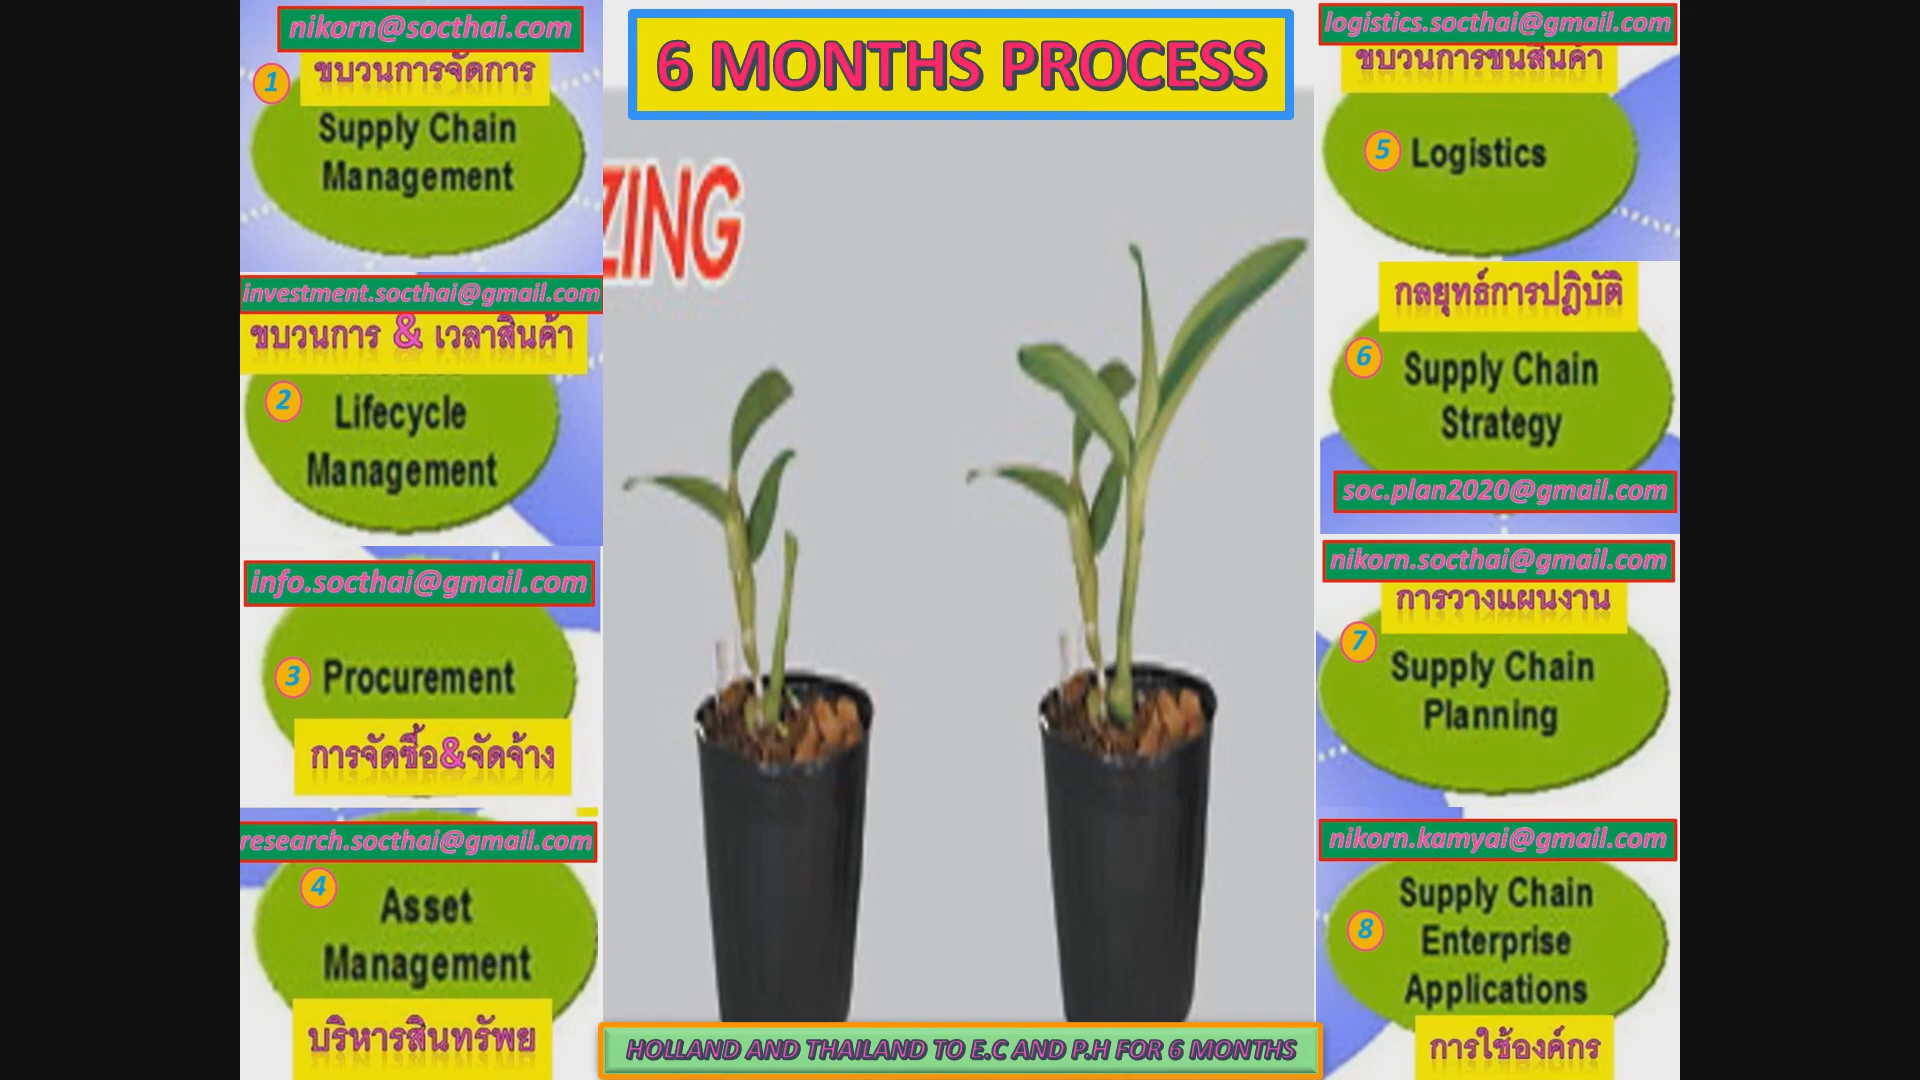 nikorn@socthai.com
ขบวนการจัดการ
1
Supply Chain
Management
investment.socthai@gmail.com
ขบวนการ & เวลาสินค้า
2
Lifecycle
Management
info.socthai@gmail.com
3 Procurement
การจัดซื้อ&จัดจ้าง
research.socthai@gmail.com
4
Asset
Management
บริหารสินทรัพย
6 MONTHS PROCESS
ZING
HOLLAND AND THAILAND TO E.C AND P.H FOR 6 MONTHS
logistics.socthai@gmail.com
ขบวนการขนสินค้า
5 Logistics
กลยุทธ์การปฎิบัติ
6
Supply Chain
Strategy
soc.plan2020@gmail.com
nikorn.socthai@gmail.com
การวางแผนงาน
7
Supply Chain
Planning
nikorn.kamyai@gmail.com
Supply Chain
8
Enterprise
Applications
การใช้องค์กร